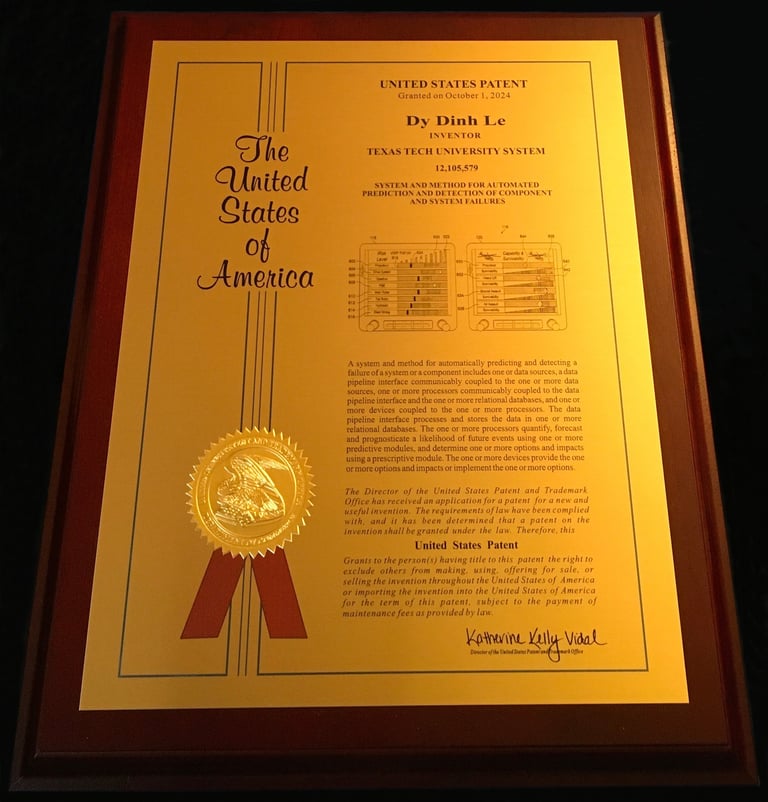 The
United
States
of
America
UNITED STATES PATENT
Granted on October 1, 2024
Dy Dinh Le
INVENTOR
TEXAS TECH UNIVERSITY SYSTEM
12,105,579
SYSTEM AND METHOD FOR AUTOMATED
PREDICTION AND DETECTION OF COMPONENT
AND SYSTEM FAILURES
Capability &
Survivability
A system and method for automatically predicting and detecting a
failure of a system or a component includes one or data sources, a data
pipeline interface communicably coupled to the one or more data
sources, one or more processors communicably coupled to the data
pipeline interface and the one or more relational databases, and one or
more devices coupled to the one or more processors. The data
pipeline interface processes and stores the data in one or more
relational databases. The one or more processors quantify, forecast
and prognosticate a likelihood of future events using one or more
predictive modules, and determine one or more options and impacts
using a prescriptive module. The one or more devices provide the one
or more options and impacts or implement the one or more options.
The Director of the United States Patent and Trademark
Office has received an application for a patent for a new and
useful invention. The requirements of law have been complied
with, and it has been determined that a patent on the
invention shall be granted under the law. Therefore, this
United States Patent
Grants to the person(s) having title to this patent the right to
exclude others from making, using, offering for sale, or
selling the invention throughout the United States of America
or importing the invention into the United States of America
for the term of this patent, subject to the payment of
maintenance fees as provided by law.
Katherine Kelly Vidal
Director of the United States Patent and Trademark Office